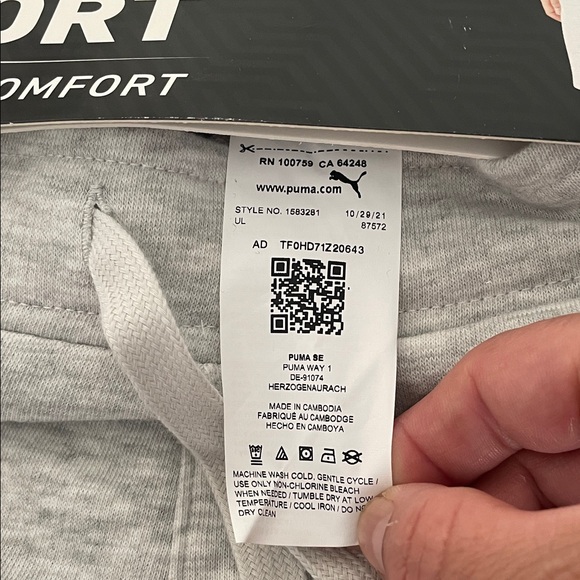 ORT
OMFORT
RN 100759 CA 64248
www.puma.com
STYLE NO. 1583281 10/29/21
UL 87572
AD TF0HD71Z20643
PUMA SE
PUMA WAY 1
DE-91074
HERZOGENAURACH
MADE IN CAMBODIA
FABRIQUÉ AU CAMBODGE
HECHO EN CAMBOYA
MACHINE WASH COLD, GENTLE CYCLE /
USE ONLY NON-CHLORINE BLEACH
WHEN NEEDED / TUMBLE DRY AT LOW
TEMPERATURE / COOL IRON / DO NO
DRY CLEAN